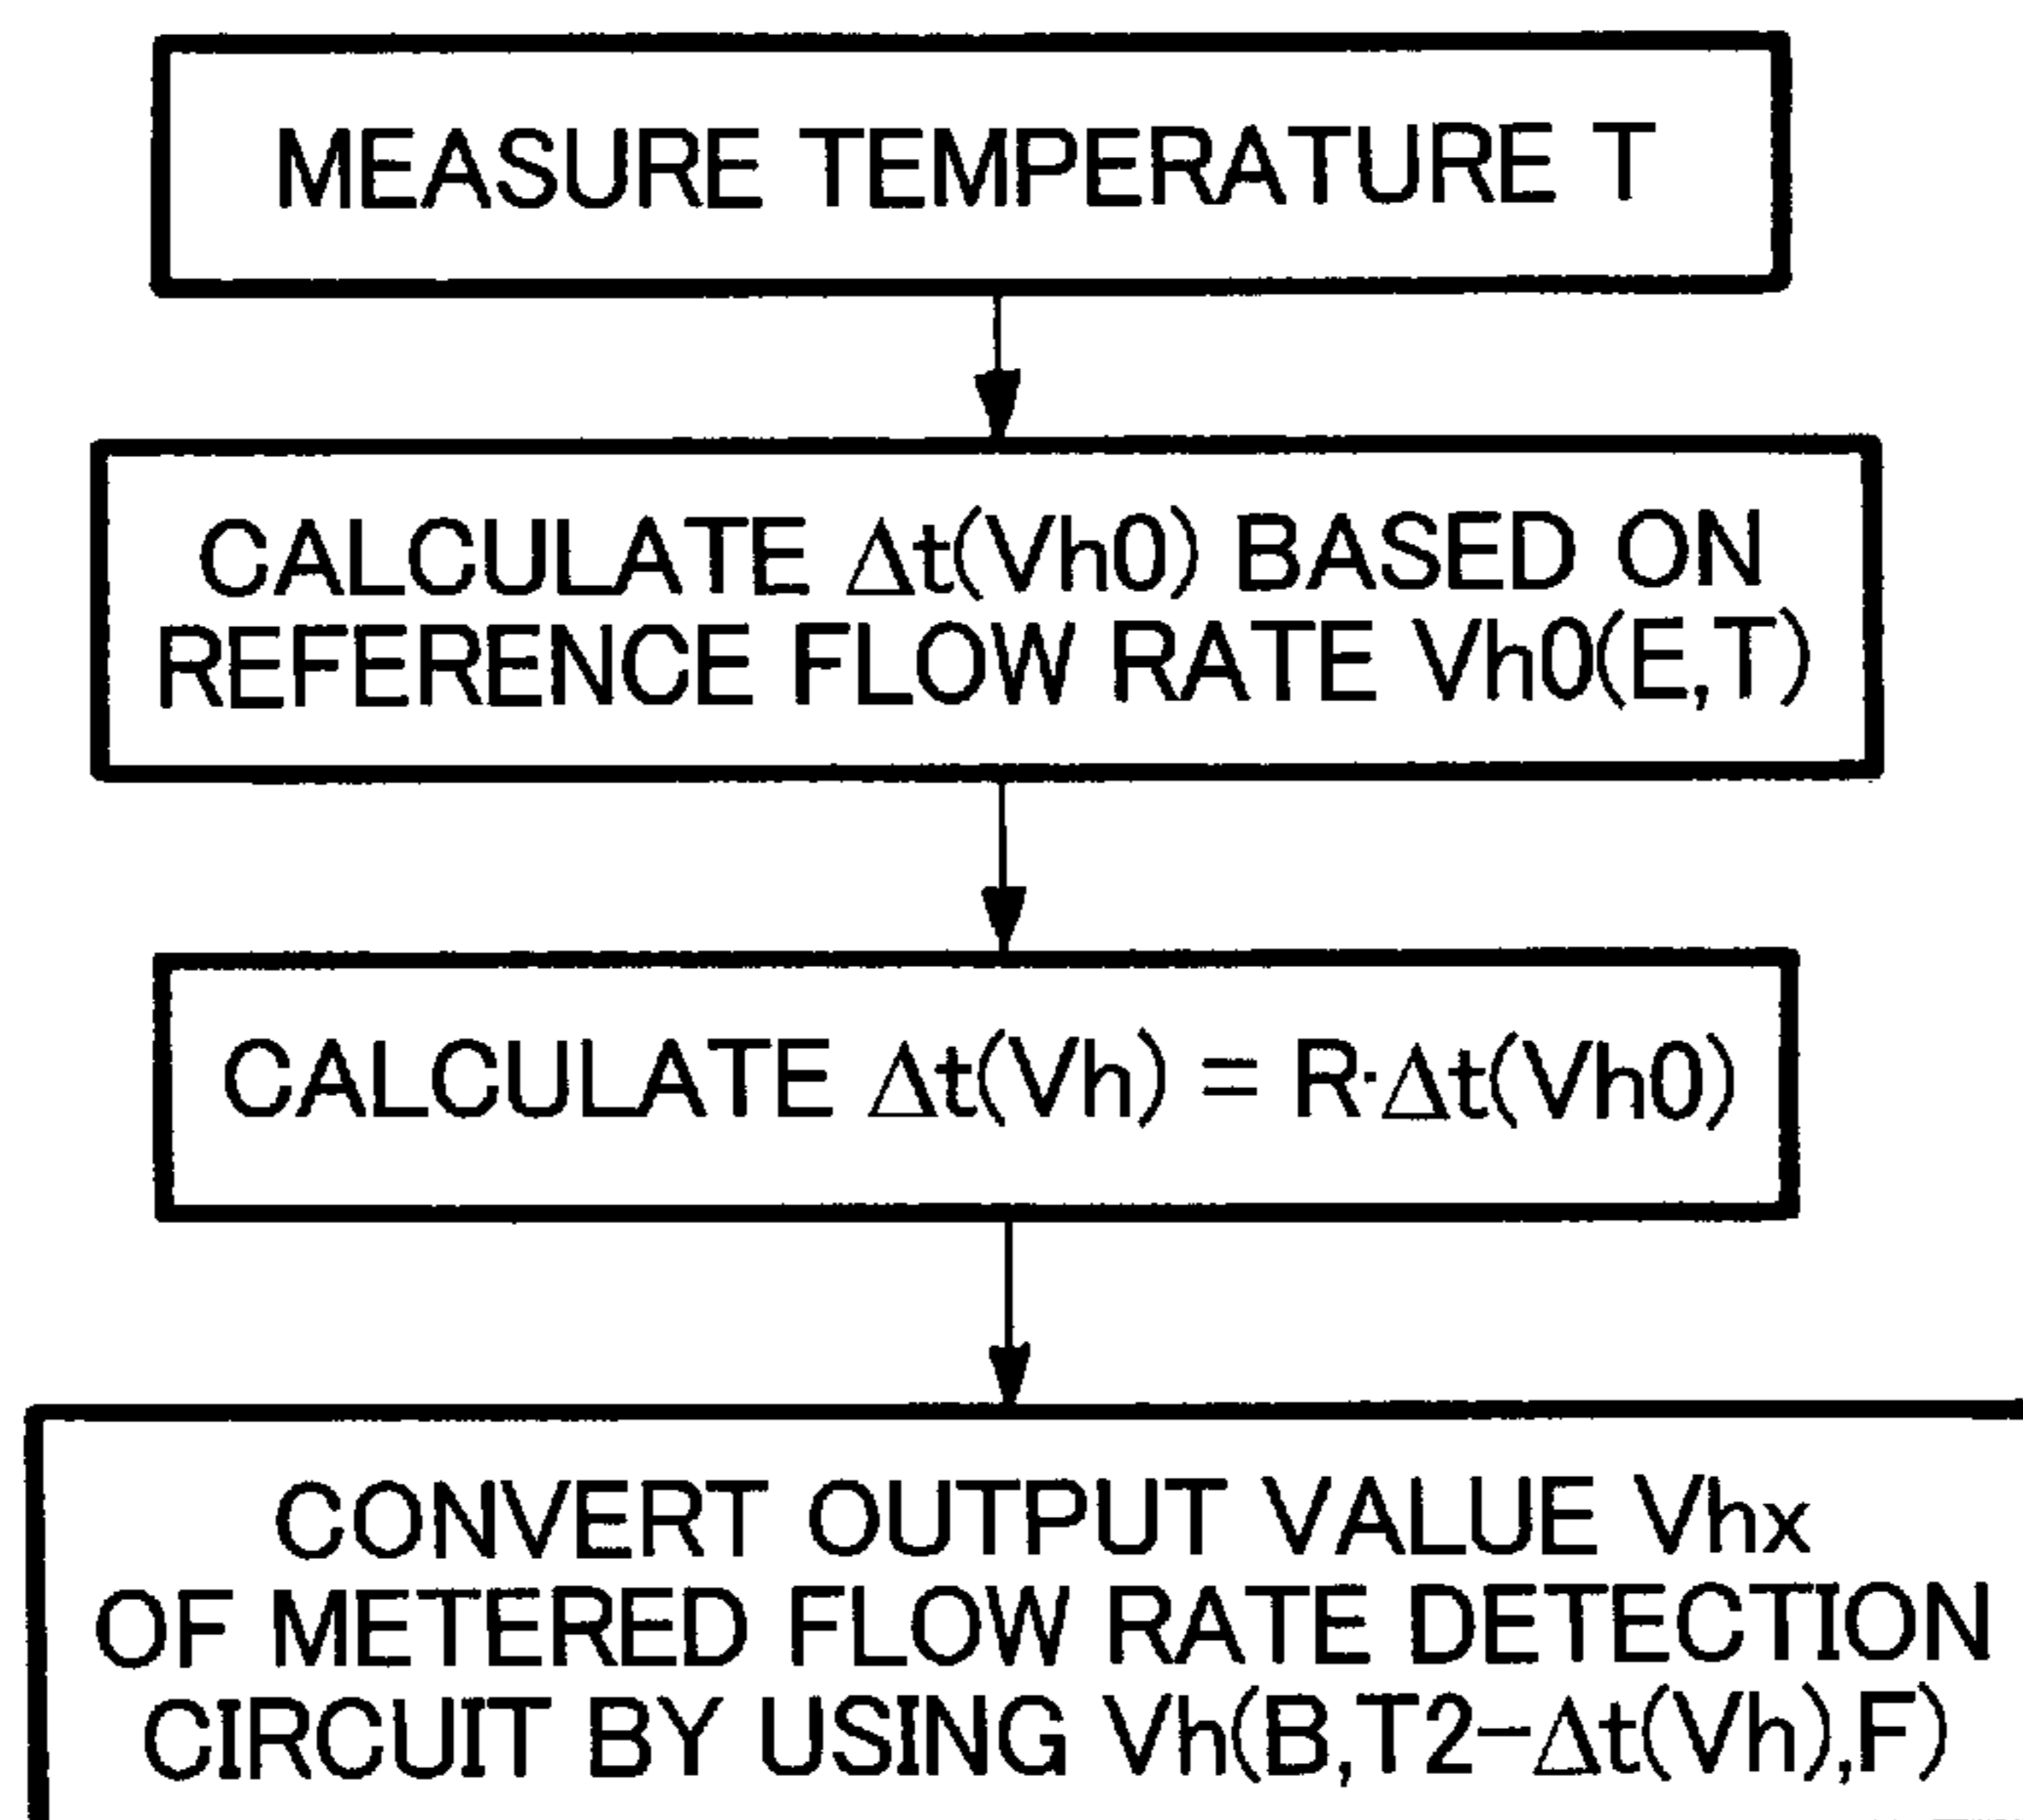 MEASURE TEMPERATURE T
CALCULATE Δt(Vh0) BASED ON
REFERENCE FLOW RATE Vh0(E,T)
CALCULATE Δt(Vh) = R·Δt(Vh0)
CONVERT OUTPUT VALUE Vhx
OF METERED FLOW RATE DETECTION
CIRCUIT BY USING Vh(B,T2−Δt(Vh),F)